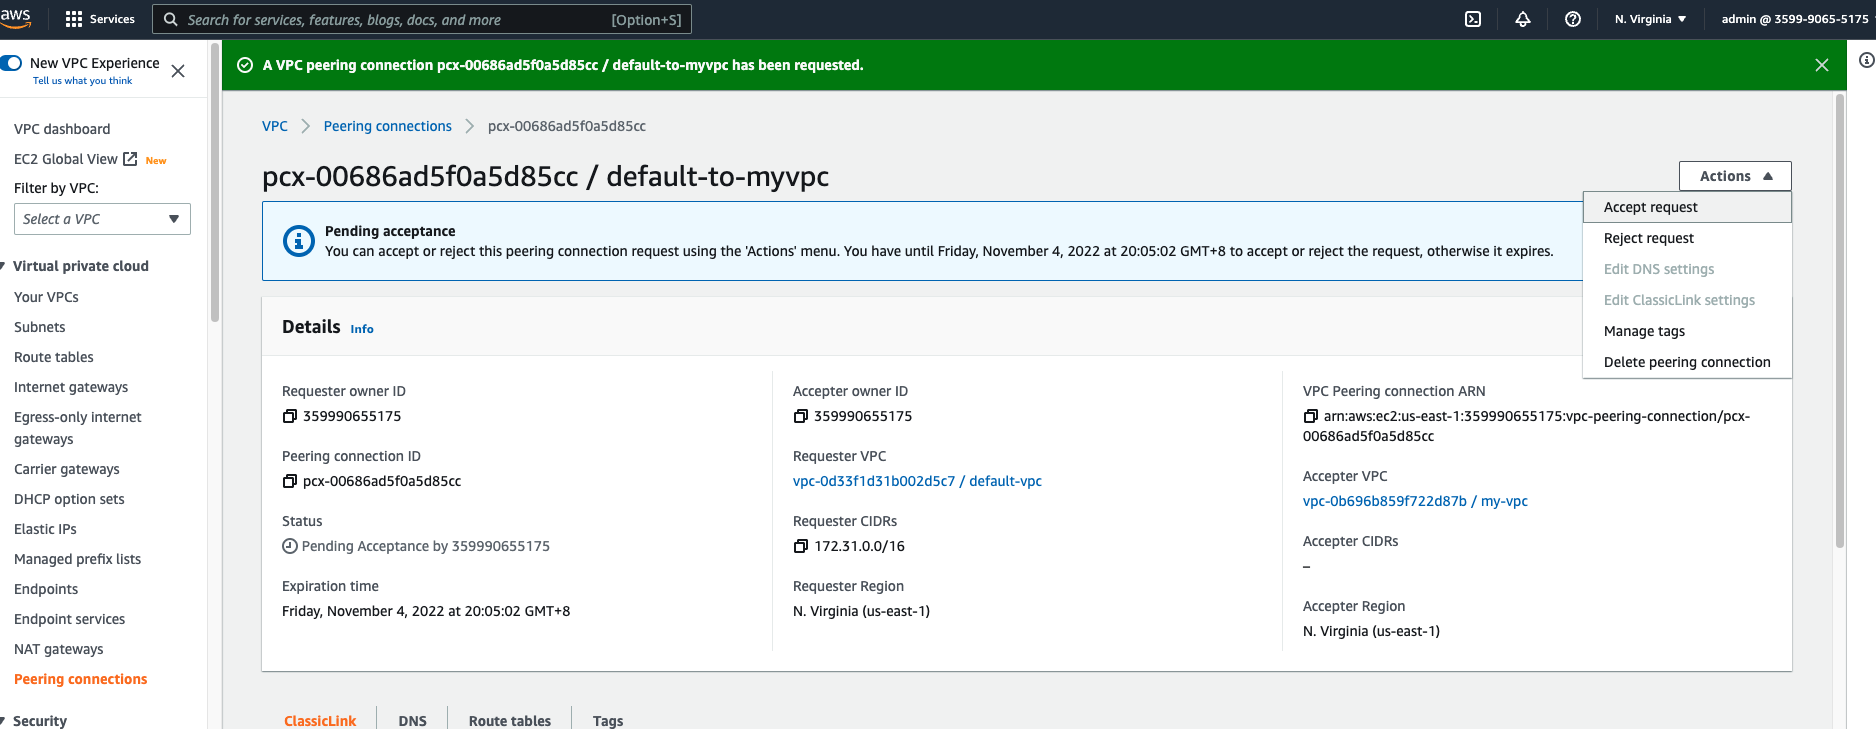 aws
Services
Search for services, features, blogs, docs, and more
[Option+S]
N. Virginia
admin @ 3599-9065-5175
New VPC Experience
Tell us what you think
VPC dashboard
EC2 Global View New
Filter by VPC:
Select a VPC
Virtual private cloud
Your VPCs
Subnets
Route tables
Internet gateways
Egress-only internet
gateways
Carrier gateways
DHCP option sets
Elastic IPs
Managed prefix lists
Endpoints
Endpoint services
NAT gateways
Peering connections
Security
A VPC peering connection pcx-00686ad5f0a5d85cc / default-to-myvpc has been requested.
VPC
Peering connections
pcx-00686ad5f0a5d85cc
pcx-00686ad5f0a5d85cc / default-to-myvpc
Actions
Accept request
Reject request
Edit DNS settings
Edit ClassicLink settings
Manage tags
Delete peering connection
Pending acceptance
You can accept or reject this peering connection request using the 'Actions' menu. You have until Friday, November 4, 2022 at 20:05:02 GMT+8 to accept or reject the request, otherwise it expires.
Details Info
Requester owner ID
359990655175
Peering connection ID
pcx-00686ad5f0a5d85cc
Status
Pending Acceptance by 359990655175
Expiration time
Friday, November 4, 2022 at 20:05:02 GMT+8
Accepter owner ID
359990655175
Requester VPC
vpc-0d33f1d31b002d5c7 / default-vpc
Requester CIDRs
172.31.0.0/16
Requester Region
N. Virginia (us-east-1)
VPC Peering connection ARN
arn:aws:ec2:us-east-1:359990655175:vpc-peering-connection/pcx-
00686ad5f0a5d85cc
Accepter VPC
vpc-0b696b859f722d87b / my-vpc
Accepter CIDRs
–
Accepter Region
N. Virginia (us-east-1)
ClassicLink
DNS
Route tables
Tags